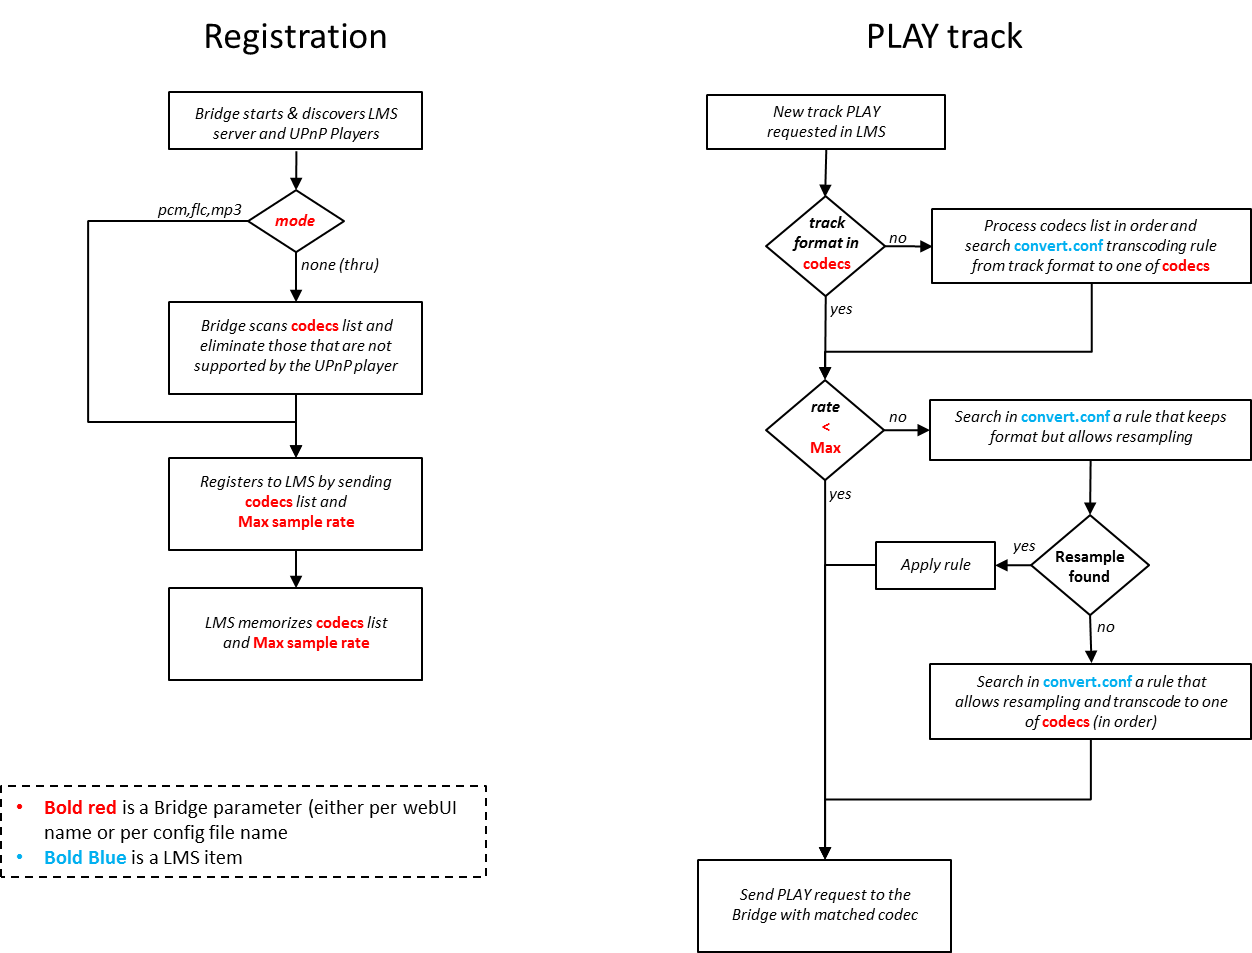 Registration
Bridge starts & discovers LMS
server and UPnP Players
pcm,flc,mp3
mode
none (thru)
Bridge scans codecs list and
eliminate those that are not
supported by the UPnP player
Registers to LMS by sending
codecs list and
Max sample rate
LMS memorizes codecs list
and Max sample rate
• Bold red is a Bridge parameter (either per webUI
name or per config file name
• Bold Blue is a LMS item
PLAY track
New track PLAY
requested in LMS
track
format in
codecs
no
Process codecs list in order and
search convert.conf transcoding rule
from track format to one of codecs
yes
rate
<
Max
no
Search in convert.conf a rule that keeps
format but allows resampling
yes
Resample
found
yes
Apply rule
no
Search in convert.conf a rule that
allows resampling and transcode to one
of codecs (in order)
Send PLAY request to the
Bridge with matched codec